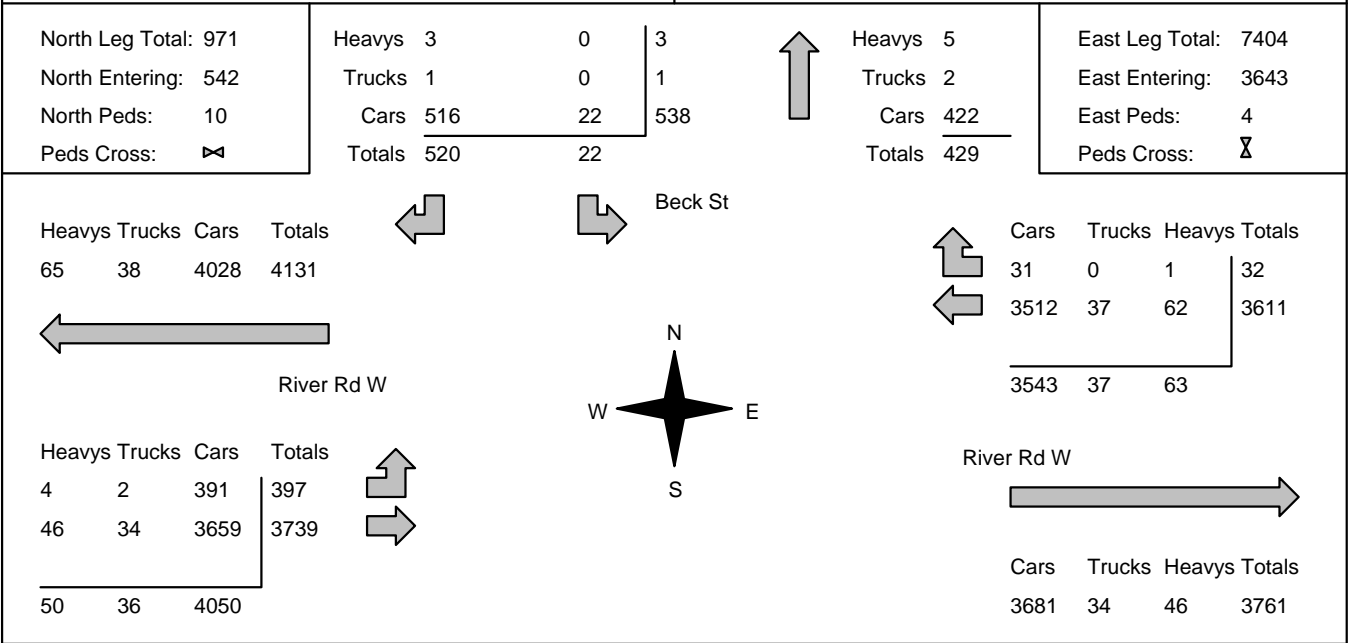 North Leg Total: 971
North Entering: 542
North Peds: 10
Peds Cross:
Heavys 3 0 3
Trucks 1 0 1
Cars 516 22 538
Totals 520 22
Heavys 5
Trucks 2
Cars 422
Totals 429
East Leg Total: 7404
East Entering: 3643
East Peds: 4
Peds Cross:
Beck St
Heavys Trucks Cars Totals
65 38 4028 4131
Cars Trucks Heavys Totals
31 0 1 32
3512 37 62 3611
3543 37 63
River Rd W
N
W E
S
Heavys Trucks Cars Totals
4 2 391 397
46 34 3659 3739
50 36 4050
River Rd W
Cars Trucks Heavys Totals
3681 34 46 3761